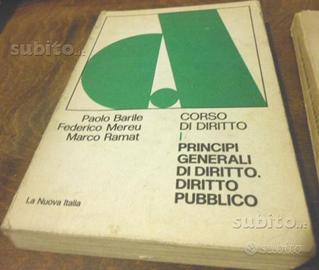 subito.it
Paolo Barile
Federico Mereu
Marco Ramat
CORSO
DI DIRITTO
I
PRINCIPI
GENERALI
DI DIRITTO.
DIRITTO
PUBBLICO
La Nuova Italia
subito.it
subito.it